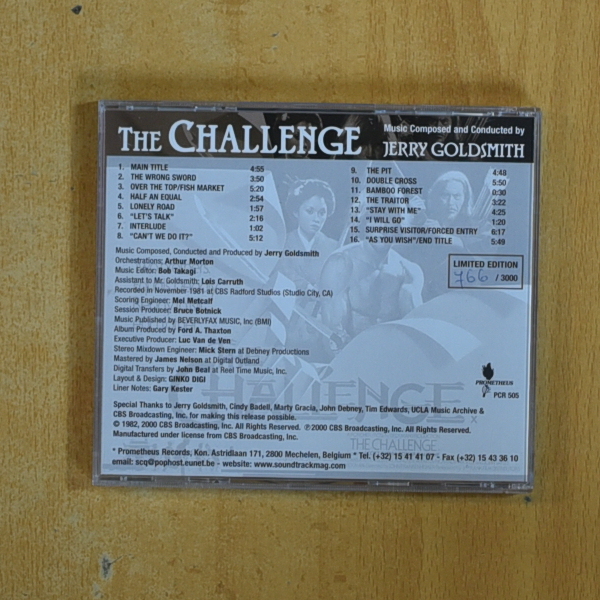 THE CHALLENGE
Music Composed and Conducted by
JERRY GOLDSMITH
1. MAIN TITLE 4:55
2. THE WRONG SWORD 3:50
3. OVER THE TOP/FISH MARKET 5:20
4. HALF AN EQUAL 2:54
5. LONELY ROAD 1:57
6. "LET'S TALK" 2:16
7. INTERLUDE 1:02
8. "CAN'T WE DO IT?" 5:12
9. THE PIT 4:48
10. DOUBLE CROSS 5:50
11. BAMBOO FOREST 0:30
12. THE TRAITOR 3:22
13. "STAY WITH ME" 4:25
14. "I WILL GO" 1:20
15. SURPRISE VISITOR/FORCED ENTRY 6:17
16. "AS YOU WISH"/END TITLE 5:49
Music Composed, Conducted and Produced by Jerry Goldsmith
Orchestrations: Arthur Morton
Music Editor: Bob Takagi
Assistant to Mr. Goldsmith: Lois Carruth
Recorded in November 1981 at CBS Radford Studios (Studio City, CA)
Scoring Engineer: Mel Metcalf
Session Producer: Bruce Botnick
Music Published by BEVERLYFAX MUSIC, Inc (BMI)
Album Produced by Ford A. Thaxton
Executive Producer: Luc Van de Ven
Stereo Mixdown Engineer: Mick Stern at Debney Productions
Mastered by James Nelson at Digital Outland
Digital Transfers by John Beal at Reel Time Music, Inc.
Layout & Design: GINKO DIGI
Liner Notes: Gary Kester
LIMITED EDITION
766 / 3000
PROMETHEUS
PCR 505
Special Thanks to Jerry Goldsmith, Cindy Badell, Marty Gracia, John Debney, Tim Edwards, UCLA Music Archive &
CBS Broadcasting, Inc. for making this release possible.
© 1982, 2000 CBS Broadcasting, Inc. All Rights Reserved. ℗2000 CBS Broadcasting, Inc. All Rights Reserved.
Manufactured under license from CBS Broadcasting, Inc.
THE CHALLENGE
* Prometheus Records, Kon. Astridlaan 171, 2800 Mechelen, Belgium * Tel. (+32) 15 41 41 07 - Fax (+32) 15 43 36 10
email: scq@pophost.eunet.be - website: www.soundtrackmag.com